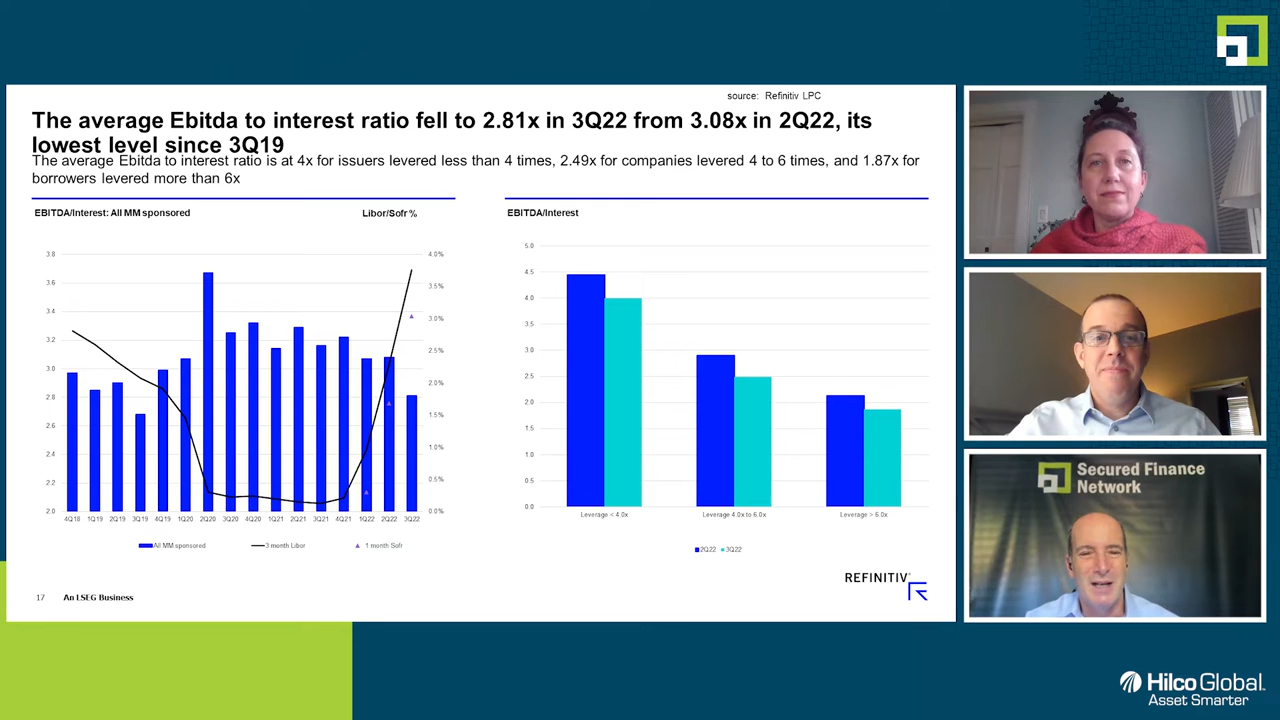 source: Refinitiv LPC
The average Ebitda to interest ratio fell to 2.81x in 3Q22 from 3.08x in 2Q22, its
lowest level since 3Q19
The average Ebitda to interest ratio is at 4x for issuers levered less than 4 times, 2.49x for companies levered 4 to 6 times, and 1.87x for
borrowers levered more than 6x
EBITDA/Interest: All MM sponsored
Libor/Sofr %
3.8
3.6
3.4
3.2
3.0
2.8
2.6
2.4
2.2
2.0
4.0%
3.5%
3.0%
2.5%
2.0%
1.5%
1.0%
0.5%
0.0%
4Q18 1Q19 2Q19 3Q19 4Q19 1Q20 2Q20 3Q20 4Q20 1Q21 2Q21 3Q21 4Q21 1Q22 2Q22 3Q22
All MM sponsored 3 month Libor 1 month Sofr
EBITDA/Interest
5.0
4.5
4.0
3.5
3.0
2.5
2.0
1.5
1.0
0.5
0.0
Leverage < 4.0x Leverage 4.0x to 6.0x Leverage > 6.0x
2Q22 3Q22
REFINITIV
17 An LSEG Business
Secured Finance
Network
Hilco Global
Asset Smarter